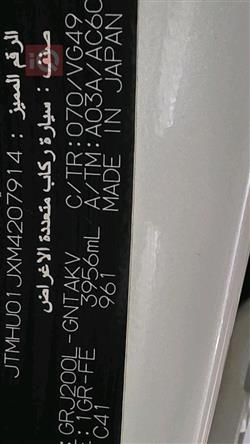 الرقم المميز : JTMHU01JXM4207914
صنف : سيارة ركاب متعددة الاغراض
:GRJ200L-GNTAKV C/TR:070/VG49
E:1GR-FE 3956mL A/TM:A03A/AC60
C41 961 MADE IN JAPAN